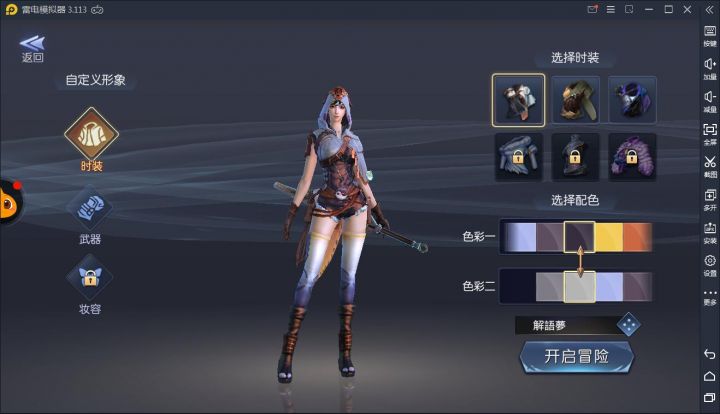 雷电模拟器 3.113
返回
自定义形象
时装
武器
妆容
选择时装
选择配色
色彩一
色彩二
解語夢
开启冒险
按键
加量
减量
全屏
截图
多开
安装
设置
更多